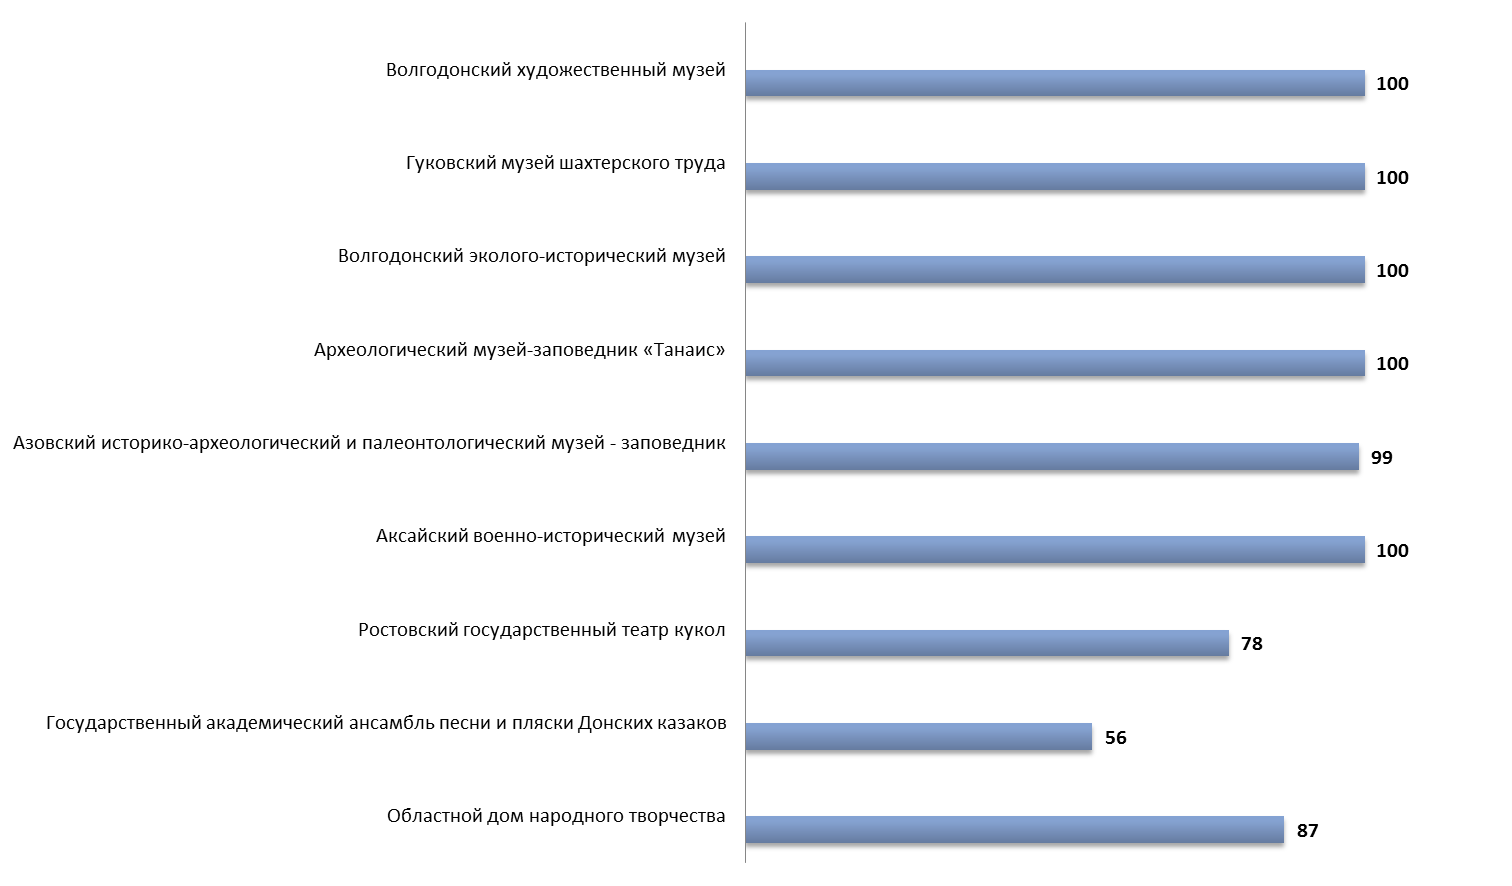 Волгодонский художественный музей
100
Гуковский музей шахтерского труда
100
Волгодонский эколого-исторический музей
100
Археологический музей-заповедник «Танаис»
100
Азовский историко-археологический и палеонтологический музей - заповедник
99
Аксайский военно-исторический музей
100
Ростовский государственный театр кукол
78
Государственный академический ансамбль песни и пляски Донских казаков
56
Областной дом народного творчества
87